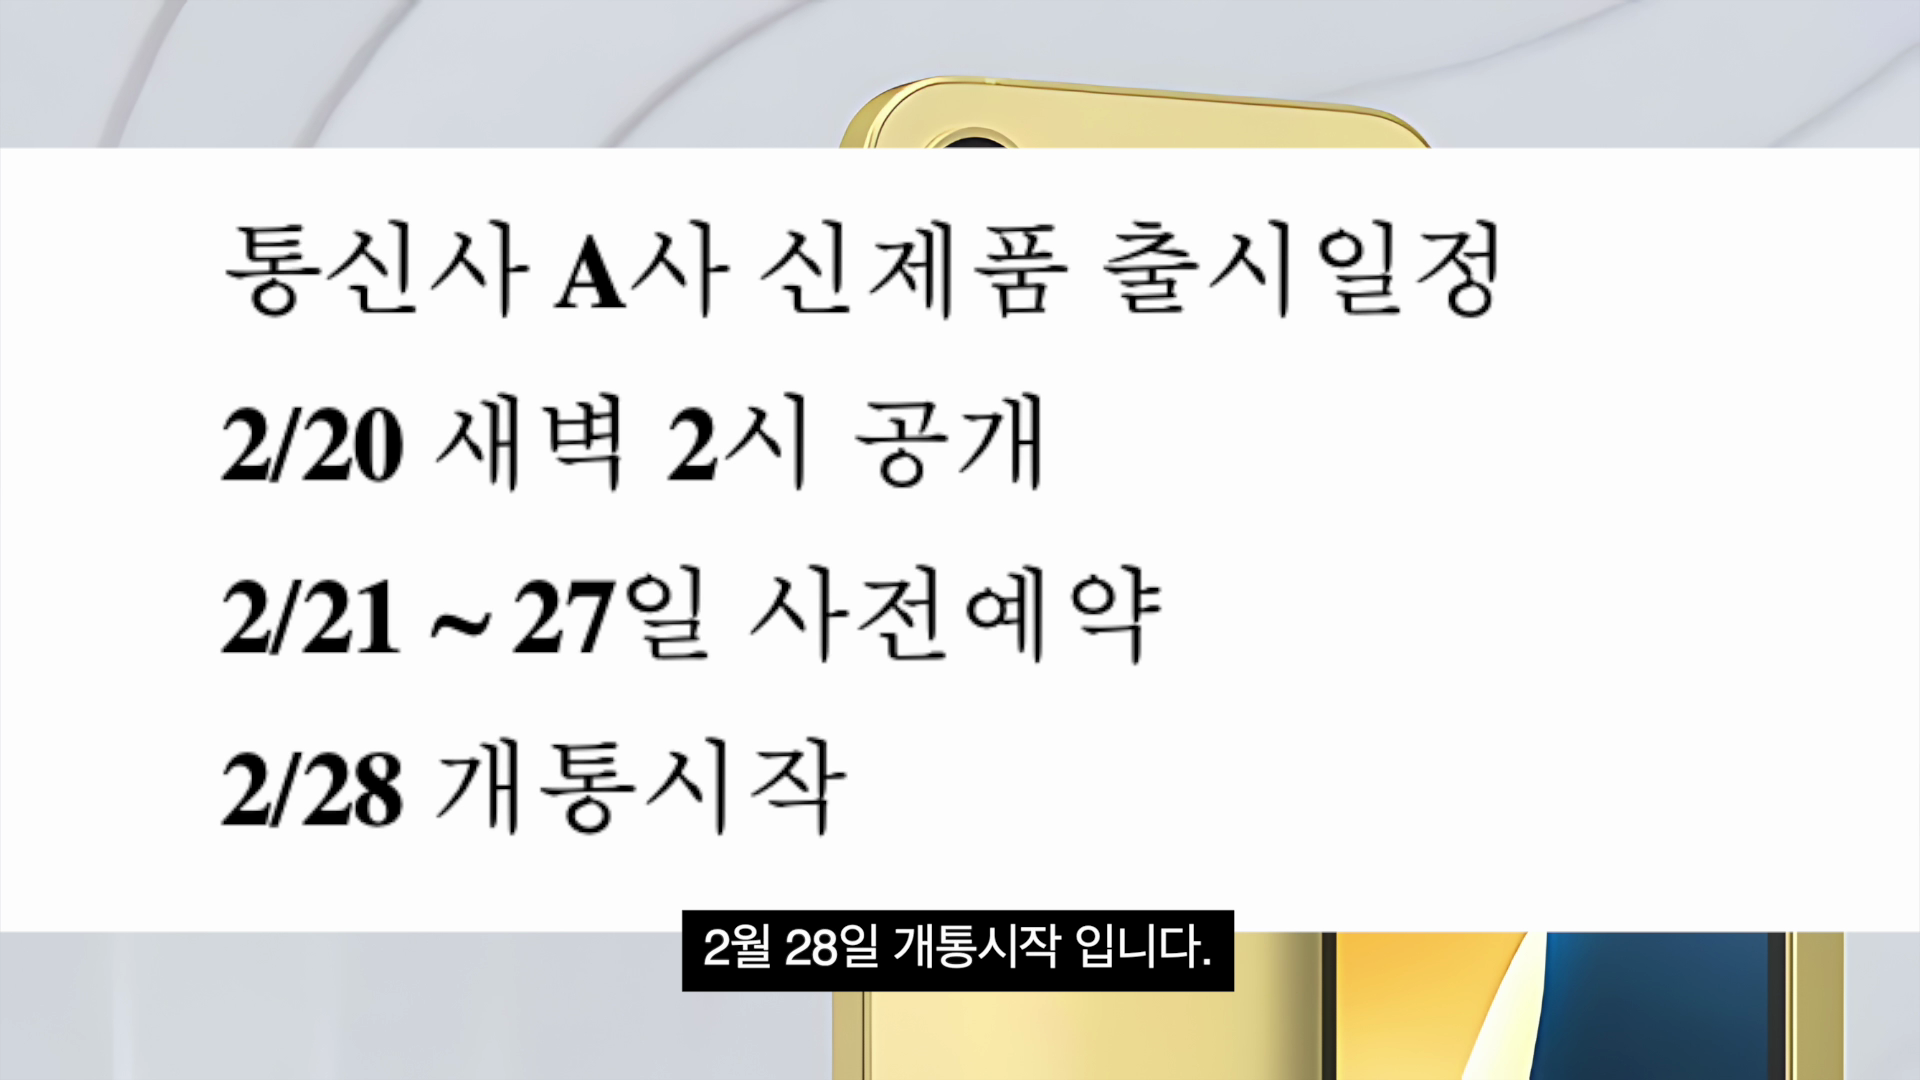 통신사 A사 신제품 출시일정
2/20 새벽 2시 공개
2/21 ~ 27일 사전예약
2/28 개통시작
2월 28일 개통시작 입니다.